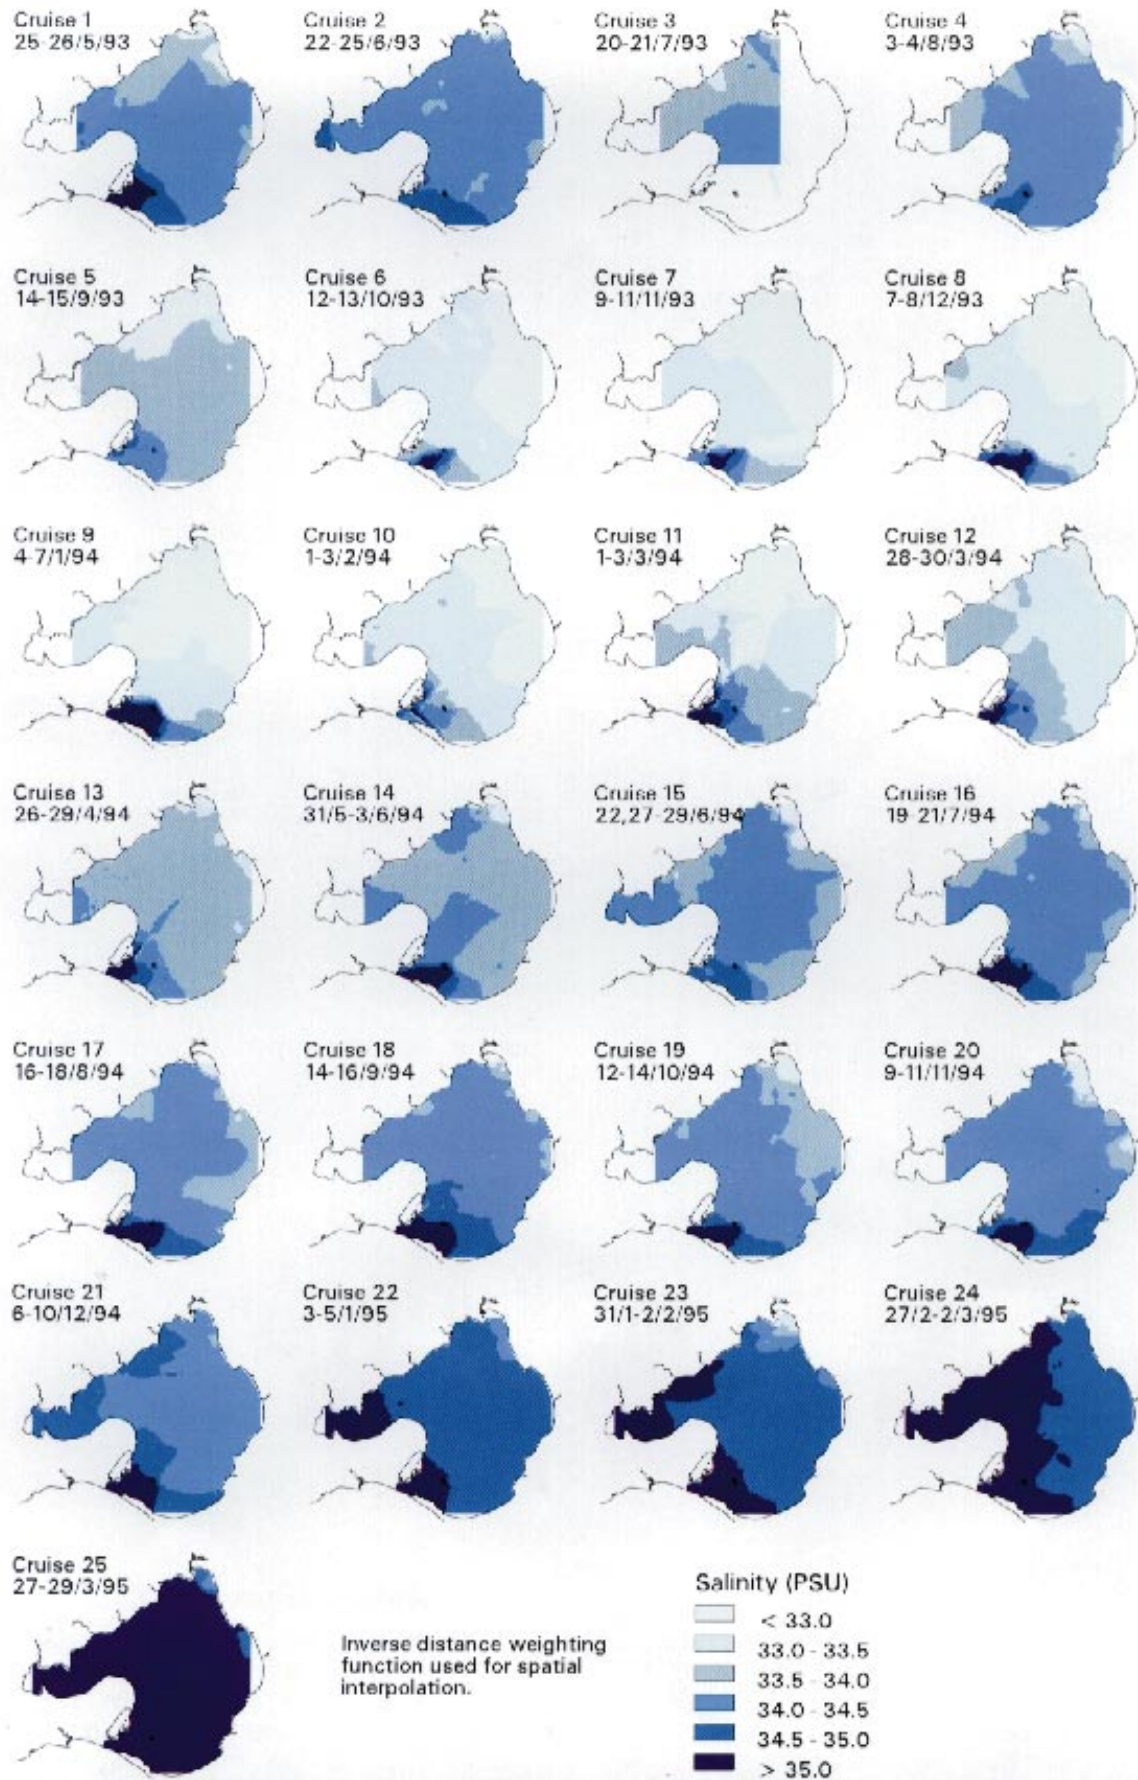 Cruise 1
25-26/5/93
Cruise 2
22-25/6/93
Cruise 3
20-21/7/93
Cruise 4
3-4/8/93
Cruise 5
14-15/9/93
Cruise 6
12-13/10/93
Cruise 7
9-11/11/93
Cruise 8
7-8/12/93
Cruise 9
4-7/1/94
Cruise 10
1-3/2/94
Cruise 11
1-3/3/94
Cruise 12
28-30/3/94
Cruise 13
26-29/4/94
Cruise 14
31/5-3/6/94
Cruise 15
22,27-29/6/94
Cruise 16
19-21/7/94
Cruise 17
16-18/8/94
Cruise 18
14-16/9/94
Cruise 19
12-14/10/94
Cruise 20
9-11/11/94
Cruise 21
6-10/12/94
Cruise 22
3-5/1/95
Cruise 23
31/1-2/2/95
Cruise 24
27/2-2/3/95
Cruise 25
27-29/3/95
Inverse distance weighting
function used for spatial
interpolation.
Salinity (PSU)
< 33.0
33.0 - 33.5
33.5 - 34.0
34.0 - 34.5
34.5 - 35.0
> 35.0